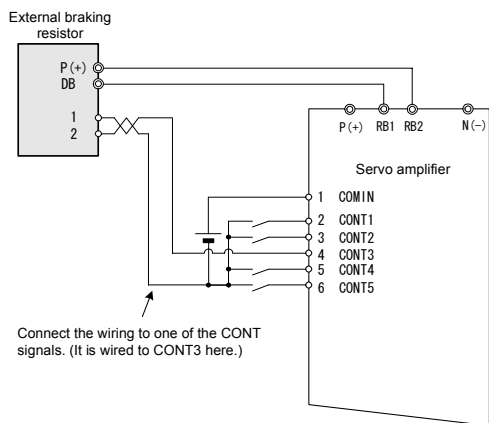 External braking
resistor
P(+)
DB
1
2
P(+) RB1 RB2 N(-)
Servo amplifier
1 COMIN
2 CONT1
3 CONT2
4 CONT3
5 CONT4
6 CONT5
Connect the wiring to one of the CONT
signals. (It is wired to CONT3 here.)